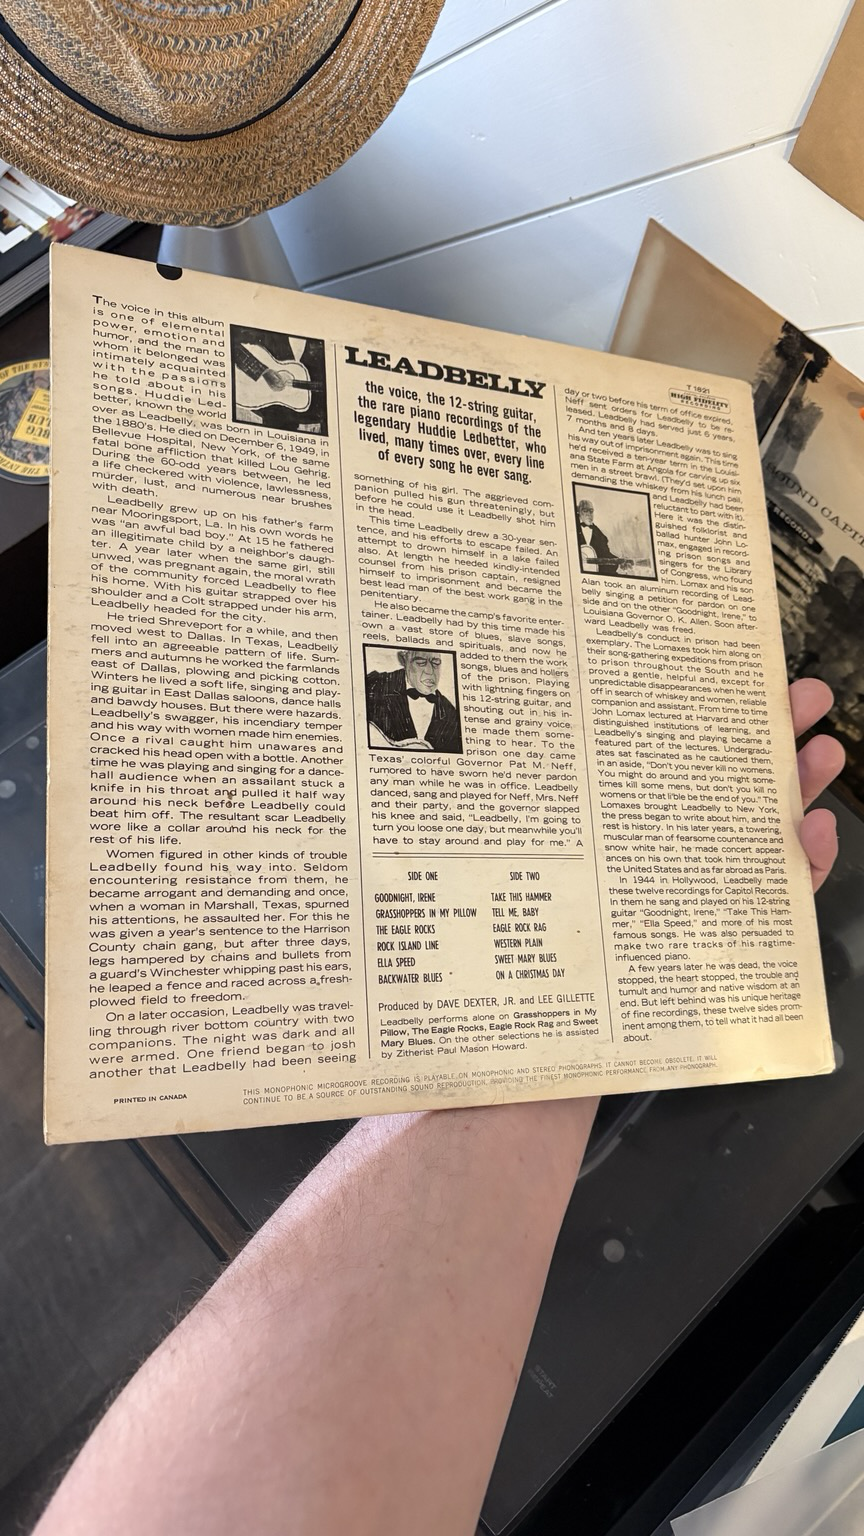 The voice in this album
is one of elemental
power, emotion and
humor, and the man to
whom it belonged was
intimately acquainted
with the passions
he told about in his
songs. Huddie Led-
better, known the world
over as Leadbelly, was born in Louisiana in
the 1880's. He died on December 6, 1949, in
Bellevue Hospital, New York, of the same
fatal bone affliction that killed Lou Gehrig.
During the 60-odd years between, he led
a life checkered with violence, lawlessness,
murder, lust, and numerous near brushes
with death.
Leadbelly grew up on his father's farm
near Mooringsport, La. In his own words he
was "an awful bad boy." At 15 he fathered
an illegitimate child by a neighbor's daugh-
ter. A year later when the same girl, still
unwed, was pregnant again, the moral wrath
of the community forced Leadbelly to flee
his home. With his guitar strapped over his
shoulder and a Colt strapped under his arm,
Leadbelly headed for the city.
He tried Shreveport for a while, and then
moved west to Dallas. In Texas, Leadbelly
fell into an agreeable pattern of life. Sum-
mers and autumns he worked the farmlands
east of Dallas, plowing and picking cotton.
Winters he lived a soft life, singing and play-
ing guitar in East Dallas saloons, dance halls
and bawdy houses. But there were hazards.
Leadbelly's swagger, his incendiary temper
and his way with women made him enemies.
Once a rival caught him unawares and
cracked his head open with a bottle. Another
time he was playing and singing for a dance-
hall audience when an assailant stuck a
knife in his throat and pulled it half way
around his neck before Leadbelly could
beat him off. The resultant scar Leadbelly
wore like a collar around his neck for the
rest of his life.
Women figured in other kinds of trouble
Leadbelly found his way into. Seldom
encountering resistance from them, he
became arrogant and demanding and once,
when a woman in Marshall, Texas, spurned
his attentions, he assaulted her. For this he
was given a year's sentence to the Harrison
County chain gang, but after three days,
legs hampered by chains and bullets from
a guard's Winchester whipping past his ears,
he leaped a fence and raced across a fresh-
plowed field to freedom.
On a later occasion, Leadbelly was travel-
ling through river bottom country with two
companions. The night was dark and all
were armed. One friend began to josh
another that Leadbelly had been seeing
LEADBELLY
the voice, the 12-string guitar,
the rare piano recordings of the
legendary Huddie Ledbetter, who
lived, many times over, every line
of every song he ever sang.
something of his girl. The aggrieved com-
panion pulled his gun threateningly, but
before he could use it Leadbelly shot him
in the head.
This time Leadbelly drew a 30-year sen-
tence, and his efforts to escape failed. An
attempt to drown himself in a lake failed
also. At length he heeded kindly-intended
counsel from his prison captain, resigned
himself to imprisonment and became the
best lead man of the best work gang in the
penitentiary.
He also became the camp's favorite enter-
tainer. Leadbelly had by this time made his
own a vast store of blues, slave songs,
reels, ballads and spirituals, and now he
added to them the work
songs, blues and hollers
of the prison. Playing
with lightning fingers on
his 12-string guitar, and
shouting out in his in-
tense and grainy voice,
he made them some-
thing to hear. To the
prison one day came
Texas' colorful Governor Pat M. Neff,
rumored to have sworn he'd never pardon
any man while he was in office. Leadbelly
danced, sang and played for Neff, Mrs. Neff
and their party, and the governor slapped
his knee and said, "Leadbelly, I'm going to
turn you loose one day, but meanwhile you'll
have to stay around and play for me." A
T 1821
HIGH FIDELITY
RECORDING
day or two before his term of office expired,
Neff sent orders for Leadbelly to be re-
leased. Leadbelly had served just 6 years,
7 months and 8 days.
And ten years later Leadbelly was to sing
his way out of imprisonment again. This time
he'd received a ten-year term in the Louisi-
ana State Farm at Angola for carving up six
men in a street brawl. (They'd set upon him
demanding the whiskey from his lunch pail,
and Leadbelly had been
reluctant to part with it).
Here it was the distin-
guished folklorist and
ballad hunter John Lo-
max, engaged in record-
ing prison songs and
singers for the Library
of Congress, who found
him. Lomax and his son
Alan took an aluminum recording of Lead-
belly singing a petition for pardon on one
side and on the other "Goodnight, Irene," to
Louisiana Governor O. K. Allen. Soon after-
ward Leadbelly was freed.
Leadbelly's conduct in prison had been
exemplary. The Lomaxes took him along on
their song-gathering expeditions from prison
to prison throughout the South and he
proved a gentle, helpful and, except for
unpredictable disappearances when he went
off in search of whiskey and women, reliable
companion and assistant. From time to time
John Lomax lectured at Harvard and other
distinguished institutions of learning, and
Leadbelly's singing and playing became a
featured part of the lectures. Undergradu-
ates sat fascinated as he cautioned them,
in an aside, "Don't you never kill no womens.
You might do around and you might some-
times kill some mens, but don't you kill no
womens or that'll be the end of you." The
Lomaxes brought Leadbelly to New York,
the press began to write about him, and the
rest is history. In his later years, a towering,
muscular man of fearsome countenance and
snow white hair, he made concert appear-
ances on his own that took him throughout
the United States and as far abroad as Paris.
In 1944 in Hollywood, Leadbelly made
these twelve recordings for Capitol Records.
In them he sang and played on his 12-string
guitar "Goodnight, Irene," "Take This Ham-
mer," "Ella Speed," and more of his most
famous songs. He was also persuaded to
make two rare tracks of his ragtime-
influenced piano.
A few years later he was dead, the voice
stopped, the heart stopped, the trouble and
tumult and humor and native wisdom at an
end. But left behind was his unique heritage
of fine recordings, these twelve sides prom-
inent among them, to tell what it had all been
about.
SIDE ONE
GOODNIGHT, IRENE
GRASSHOPPERS IN MY PILLOW
THE EAGLE ROCKS
ROCK ISLAND LINE
ELLA SPEED
BACKWATER BLUES
SIDE TWO
TAKE THIS HAMMER
TELL ME, BABY
EAGLE ROCK RAG
WESTERN PLAIN
SWEET MARY BLUES
ON A CHRISTMAS DAY
Produced by DAVE DEXTER, JR. and LEE GILLETTE
Leadbelly performs alone on Grasshoppers in My
Pillow, The Eagle Rocks, Eagle Rock Rag and Sweet
Mary Blues. On the other selections he is assisted
by Zitherist Paul Mason Howard.
PRINTED IN CANADA
THIS MONOPHONIC MICROGROOVE RECORDING IS PLAYABLE ON MONOPHONIC AND STEREO PHONOGRAPHS. IT CANNOT BECOME OBSOLETE. IT WILL
CONTINUE TO BE A SOURCE OF OUTSTANDING SOUND REPRODUCTION, PROVIDING THE FINEST MONOPHONIC PERFORMANCE FROM ANY PHONOGRAPH.
RECORDS
START
REPEAT